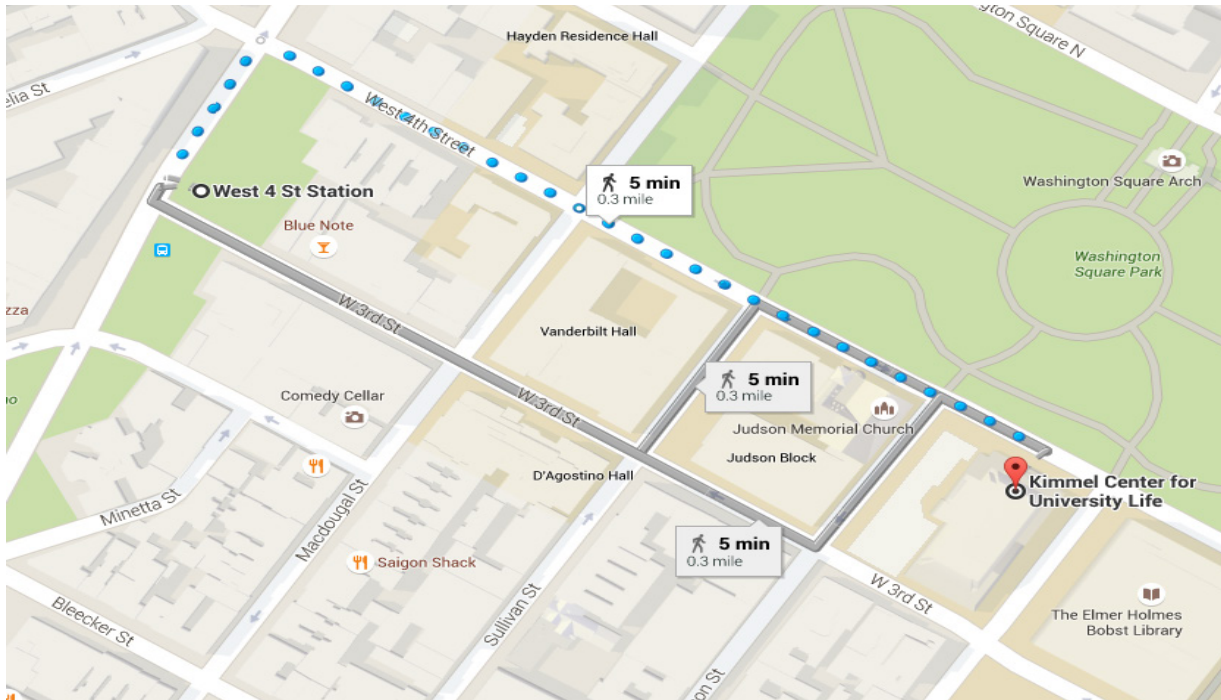 Washington
Square N
Hayden Residence Hall
elia St
West 4th Street
5 min
0.3 mile
Washington Square Arch
West 4 St Station
Blue Note
Washington
Square Park
zza
W 3rd St
Vanderbilt Hall
5 min
0.3 mile
Comedy Cellar
W 3rd St
no
Judson Memorial Church
Judson Block
D'Agostino Hall
Kimmel Center for
University Life
Minetta St
Macdougal St
5 min
0.3 mile
Saigon Shack
Sullivan St
W 3rd St
Bleecker St
The Elmer Holmes
Bobst Library
on St